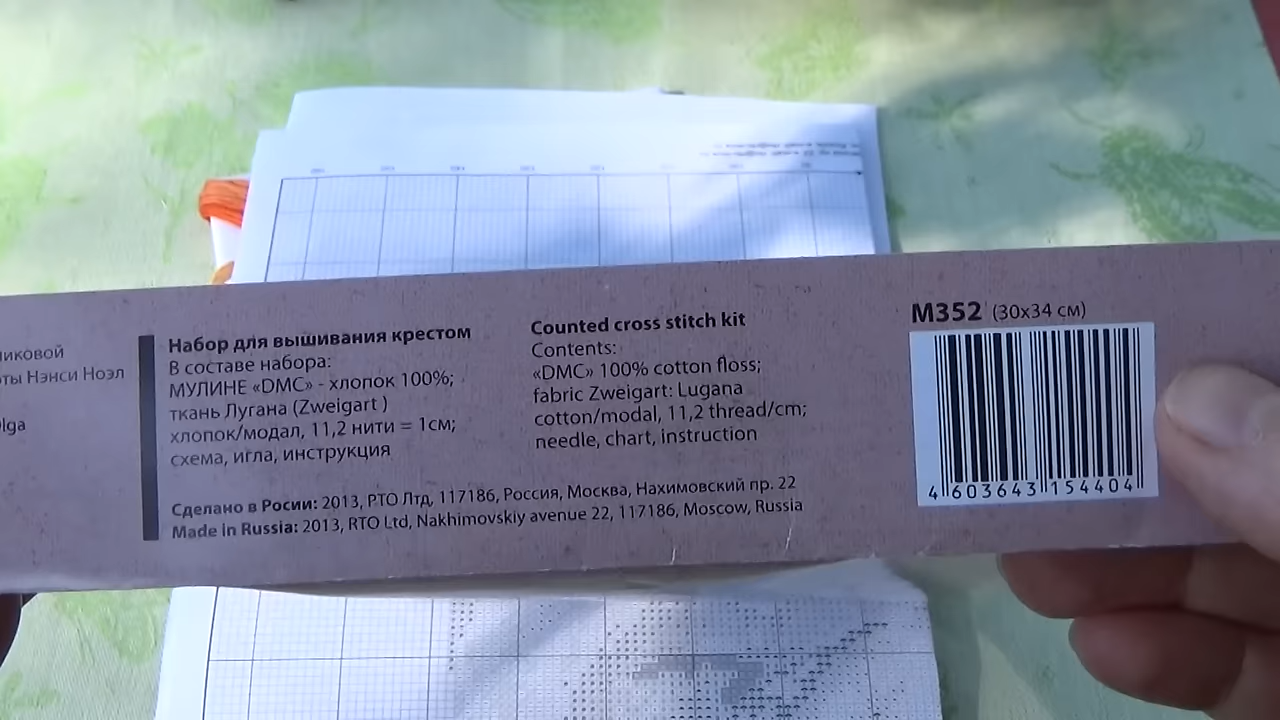 иковой
ты Нэнси Ноэл
lga
Набор для вышивания крестом
В составе набора:
МУЛИНЕ «DMC» - хлопок 100%;
ткань Лугана (Zweigart )
хлопок/модал, 11,2 нити = 1см;
схема, игла, инструкция
Counted cross stitch kit
Contents:
«DMC» 100% cotton floss;
fabric Zweigart: Lugana
cotton/modal, 11,2 thread/cm;
needle, chart, instruction
Сделано в Росии: 2013, РТО Лтд, 117186, Россия, Москва, Нахимовский пр. 22
Made in Russia: 2013, RTO Ltd, Nakhimovskiy avenue 22, 117186, Moscow, Russia
М352 (30х34 см)
4 603643 154404